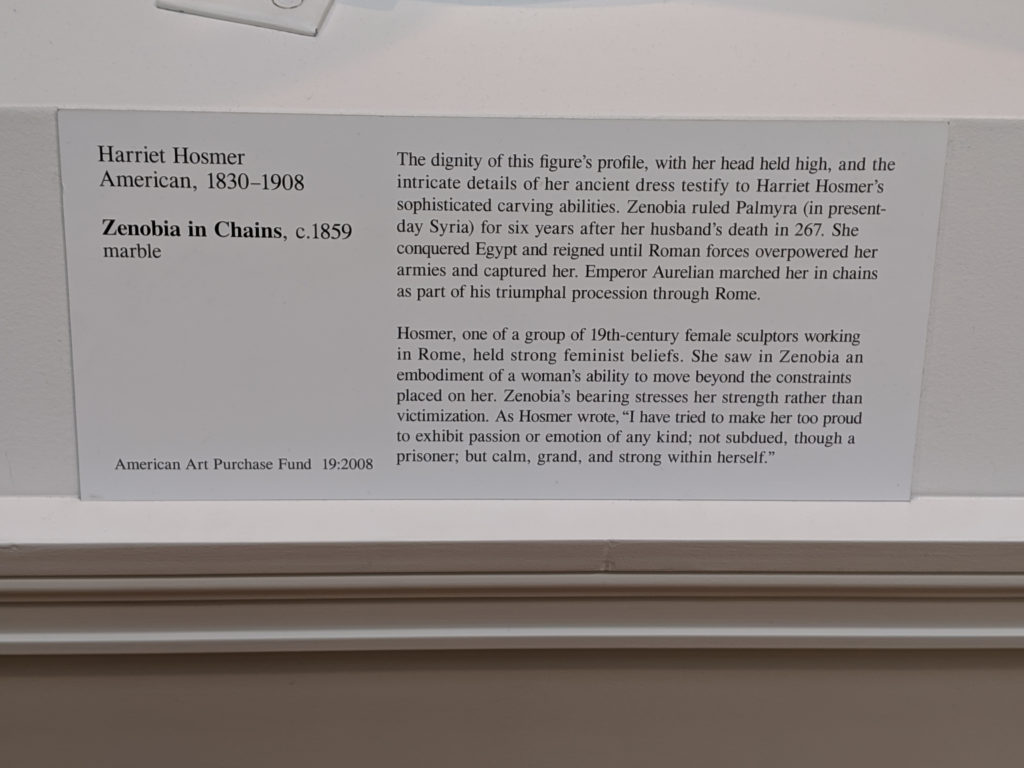 Harriet Hosmer
American, 1830–1908
Zenobia in Chains, c.1859
marble
American Art Purchase Fund 19:2008
The dignity of this figure’s profile, with her head held high, and the
intricate details of her ancient dress testify to Harriet Hosmer’s
sophisticated carving abilities. Zenobia ruled Palmyra (in present-
day Syria) for six years after her husband’s death in 267. She
conquered Egypt and reigned until Roman forces overpowered her
armies and captured her. Emperor Aurelian marched her in chains
as part of his triumphal procession through Rome.
Hosmer, one of a group of 19th-century female sculptors working
in Rome, held strong feminist beliefs. She saw in Zenobia an
embodiment of a woman’s ability to move beyond the constraints
placed on her. Zenobia’s bearing stresses her strength rather than
victimization. As Hosmer wrote, “I have tried to make her too proud
to exhibit passion or emotion of any kind; not subdued, though a
prisoner; but calm, grand, and strong within herself.”